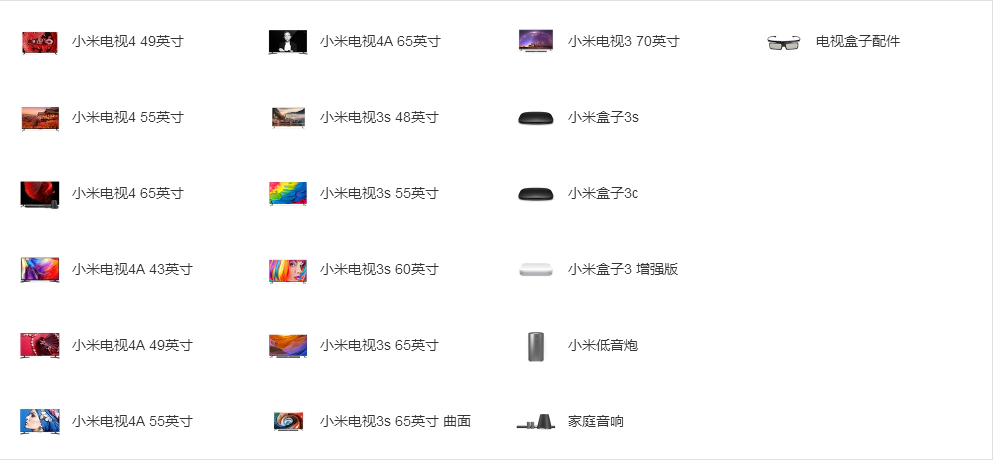 小米电视4 49英寸
小米电视4 55英寸
小米电视4 65英寸
小米电视4A 43英寸
小米电视4A 49英寸
小米电视4A 55英寸
小米电视4A 65英寸
小米电视3s 48英寸
小米电视3s 55英寸
小米电视3s 60英寸
小米电视3s 65英寸
小米电视3s 65英寸 曲面
小米电视3 70英寸
小米盒子3s
小米盒子3c
小米盒子3 增强版
小米低音炮
家庭音响
电视盒子配件